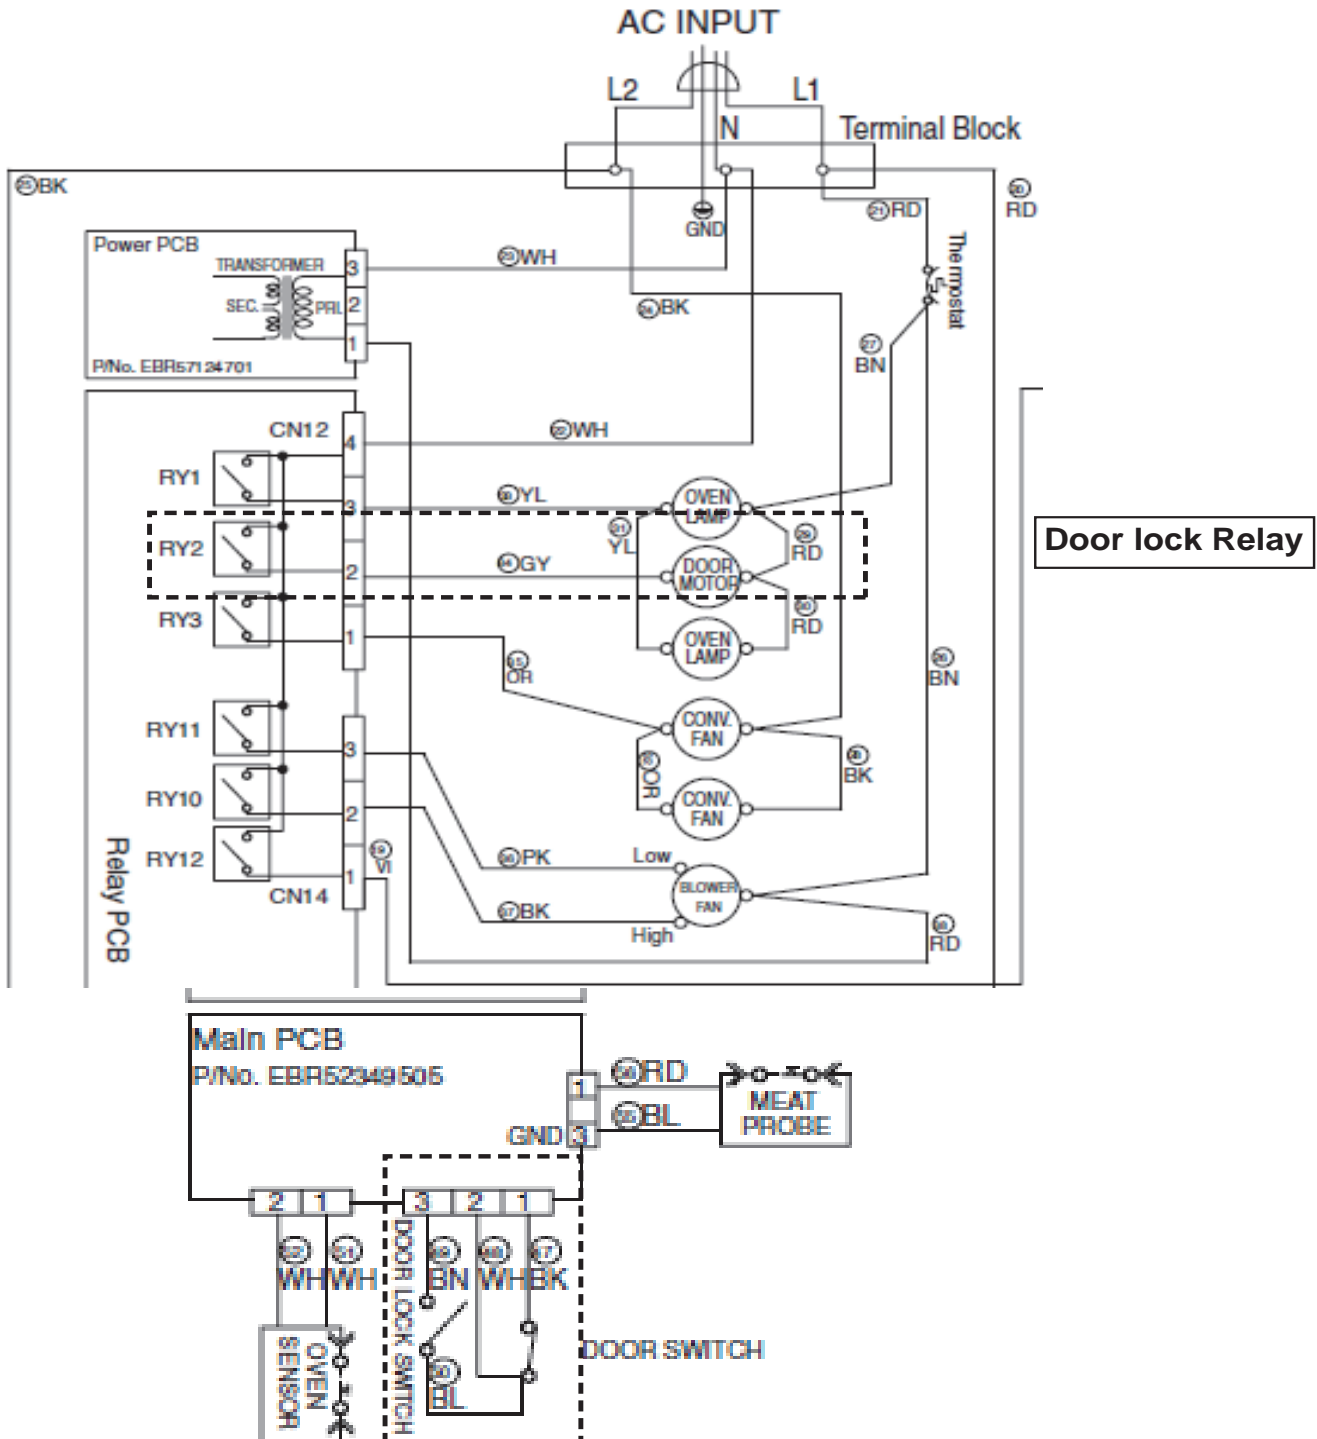 AC INPUT
L2
L1
N
Terminal Block
BK
RD
RD
GND
Power PCB
TRANSFORMER
SEC.
PRI.
3
2
1
P/No. EBR57124701
WH
BK
Thermostat
BN
CN12
WH
4
RY1
YL
3
OVEN
LAMP
YL
RD
RY2
GY
2
DOOR
MOTOR
Door lock Relay
RY3
1
RD
OVEN
LAMP
OR
BN
RY11
3
CONV.
FAN
OR
BK
RY10
2
CONV.
FAN
RY12
VI
1
CN14
PK
Low
BLOWER
FAN
BK
High
RD
Relay PCB
Main PCB
P/No. EBR52349505
1
RD
BL
GND 3
MEAT
PROBE
2 1
3 2 1
WH WH
BN WH BK
DOOR LOCK SWITCH
DOOR SWITCH
BL
OVEN
SENSOR